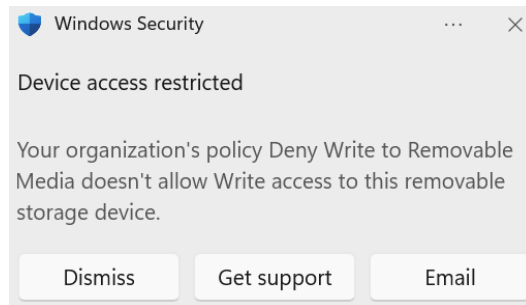 Windows Security
Device access restricted
Your organization's policy Deny Write to Removable
Media doesn't allow Write access to this removable
storage device.
Dismiss Get support Email